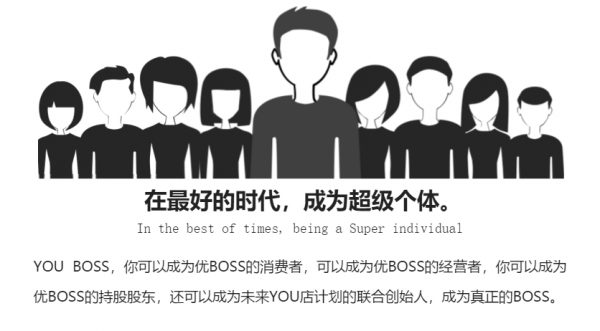 在最好的时代，成为超级个体。
In the best of times, being a Super individual
YOU BOSS，你可以成为优BOSS的消费者，可以成为优BOSS的经营者，你可以成为
优BOSS的持股股东，还可以成为未来YOU店计划的联合创始人，成为真正的BOSS。